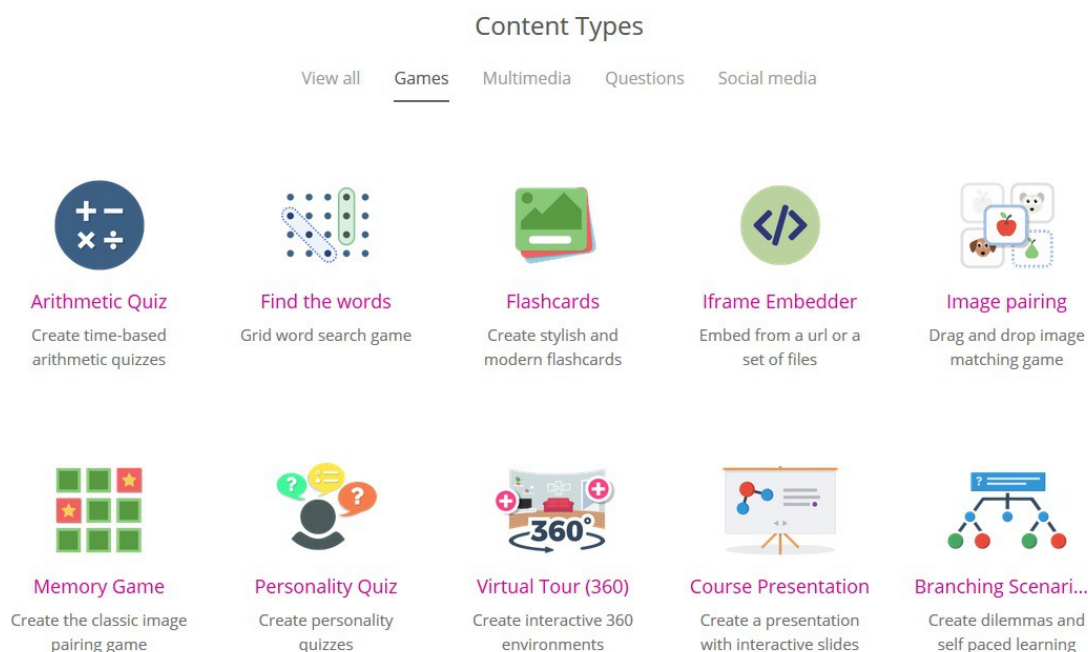 Content Types
View all Games Multimedia Questions Social media
Arithmetic Quiz
Create time-based
arithmetic quizzes
Find the words
Grid word search game
Flashcards
Create stylish and
modern flashcards
Iframe Embedder
Embed from a url or a
set of files
Image pairing
Drag and drop image
matching game
Memory Game
Create the classic image
pairing game
Personality Quiz
Create personality
quizzes
360°
Virtual Tour (360)
Create interactive 360
environments
Course Presentation
Create a presentation
with interactive slides
Branching Scenari...
Create dilemmas and
self paced learning